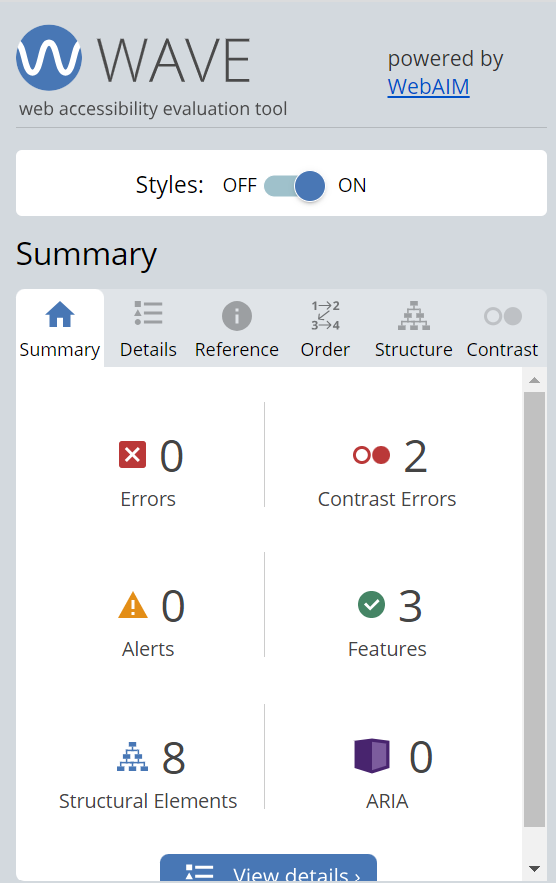 WAVE
powered by
WebAIM
web accessibility evaluation tool
Styles: OFF ON
Summary
1 2
3 4
Summary Details Reference Order Structure Contrast
0 2
Errors Contrast Errors
0 3
Alerts Features
8 0
Structural Elements ARIA
View details ›